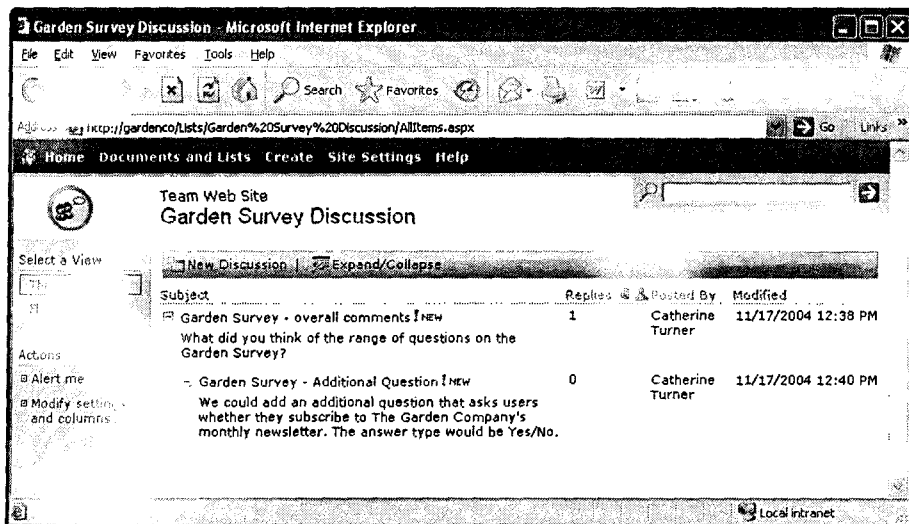 Garden Survey Discussion - Microsoft Internet Explorer
File Edit View Favorites Tools Help
Search Favorites
http://gardenco/Lists/Garden%20Survey%20Discussion/AllItems.aspx Go Links »
Home Documents and Lists Create Site Settings Help
Team Web Site
Garden Survey Discussion
Select a View
New Discussion | Expand/Collapse
Subject Replies Posted By Modified
Garden Survey - overall comments ! NEW 1 Catherine Turner 11/17/2004 12:38 PM
What did you think of the range of questions on the
Garden Survey?
Actions
Alert me
Modify settings
and columns
Garden Survey - Additional Question ! NEW 0 Catherine Turner 11/17/2004 12:40 PM
We could add an additional question that asks users
whether they subscribe to The Garden Company's
monthly newsletter. The answer type would be Yes/No.
Local intranet